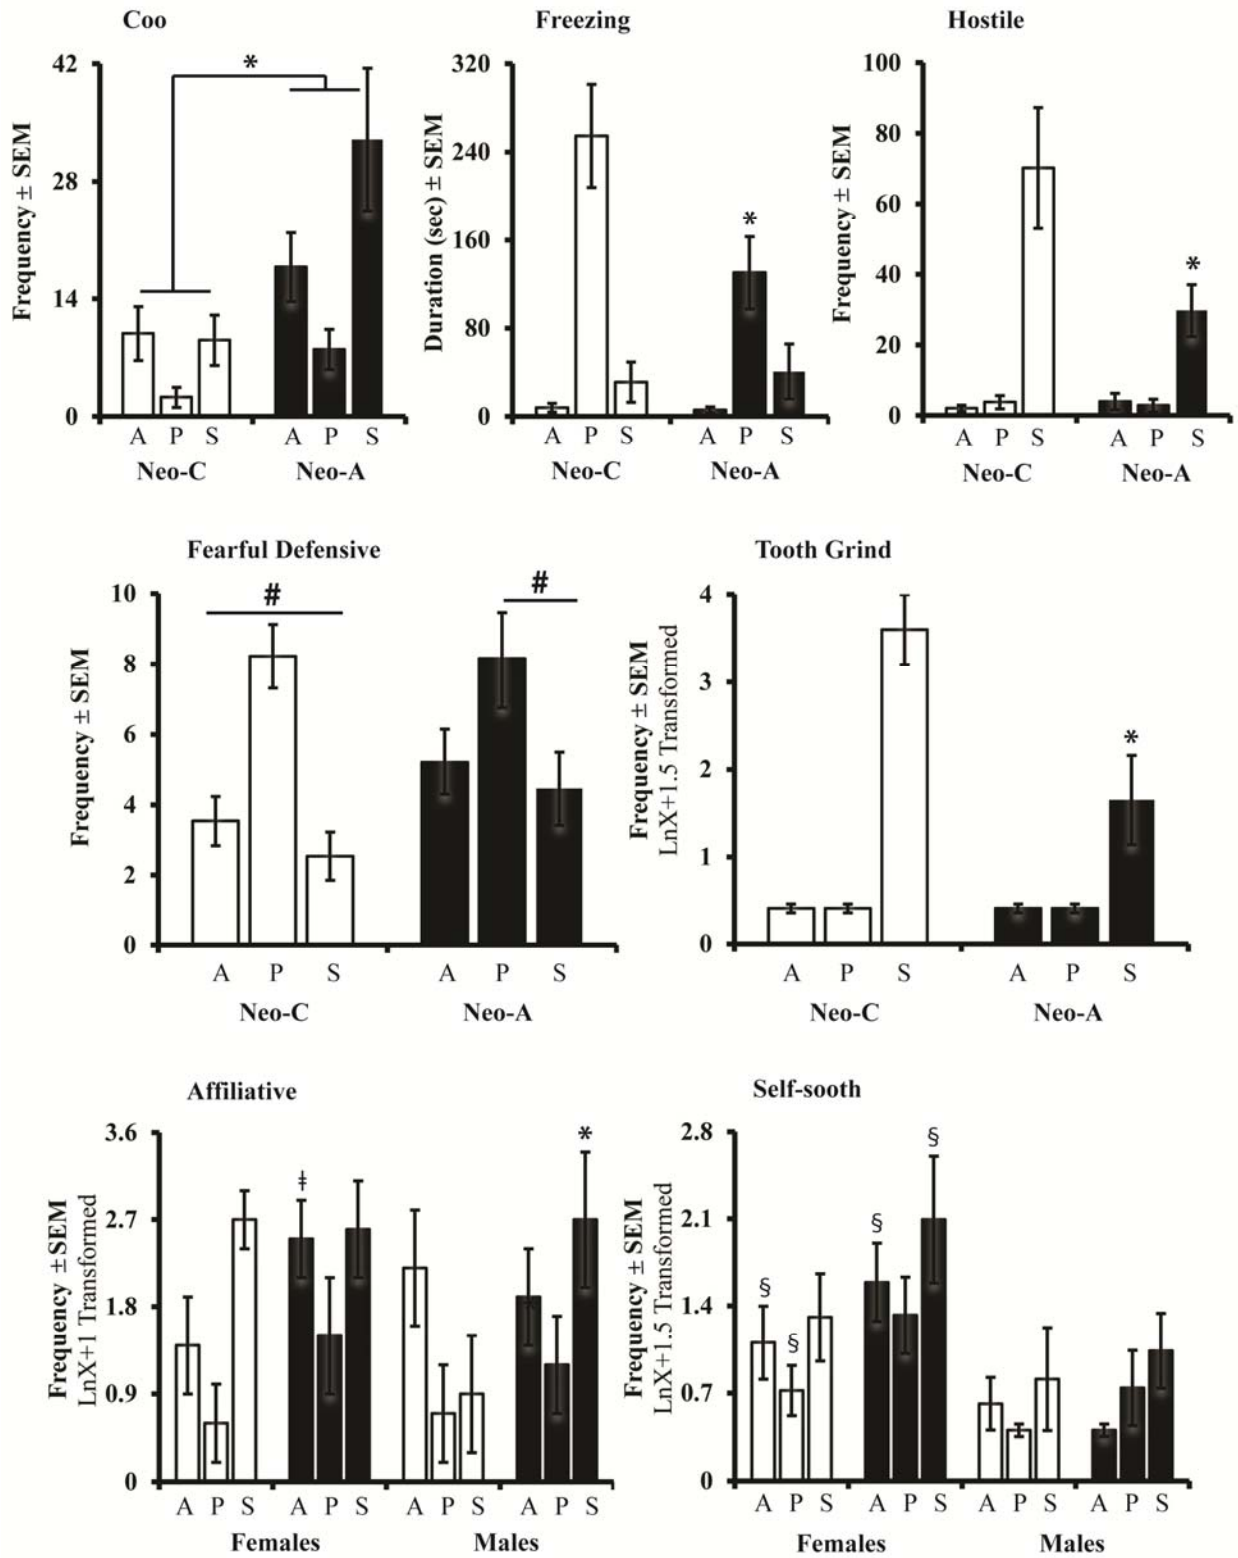 Coo
Freezing
Hostile
Frequency ± SEM
42
28
14
0
*
A P S A P S
Neo-C Neo-A
Duration (sec) ± SEM
320
240
160
80
0
*
A P S A P S
Neo-C Neo-A
Frequency ± SEM
100
80
60
40
20
0
*
A P S A P S
Neo-C Neo-A
Fearful Defensive
Tooth Grind
Frequency ± SEM
10
8
6
4
2
0
#
#
A P S A P S
Neo-C Neo-A
Frequency ± SEM
LnX+1.5 Transformed
4
3
2
1
0
*
A P S A P S
Neo-C Neo-A
Affiliative
Self-sooth
Frequency ±SEM
LnX+1 Transformed
3.6
2.7
1.8
0.9
0
ǂ
*
A P S A P S A P S A P S
Females Males
Frequency ± SEM
LnX+1.5 Transformed
2.8
2.1
1.4
0.7
0
§
§
§
§
A P S A P S A P S A P S
Females Males